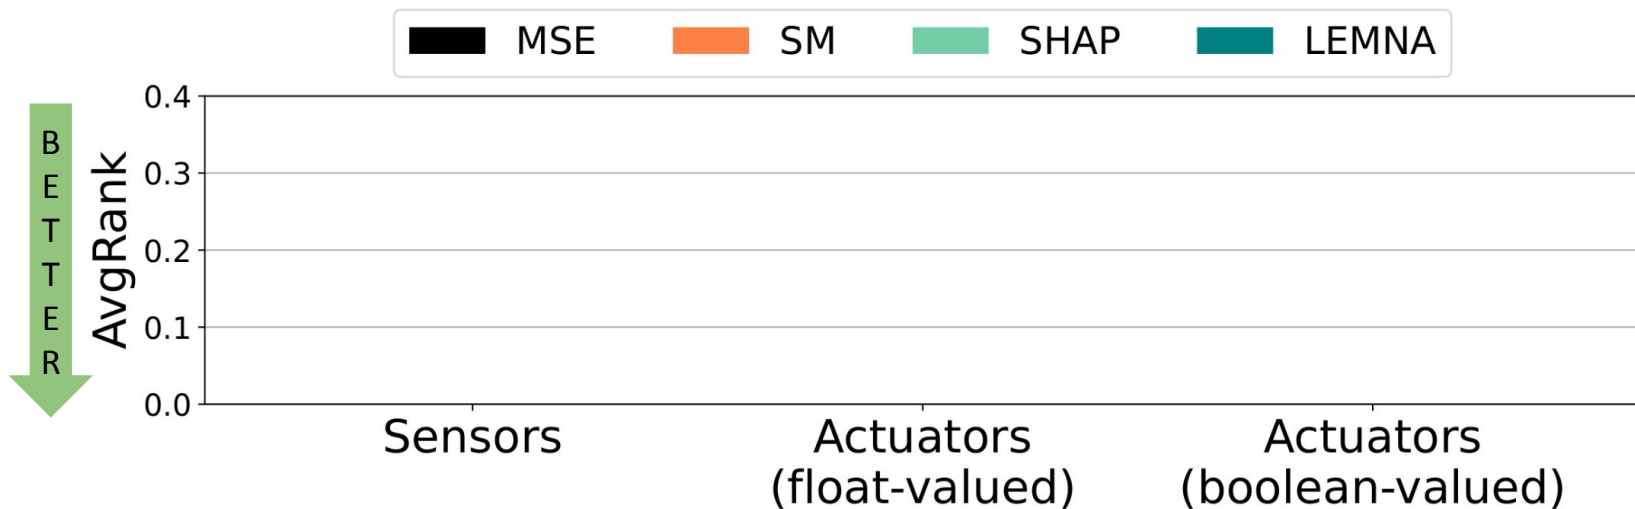 MSE SM SHAP LEMNA
BETTER
AvgRank
0.4
0.3
0.2
0.1
0.0
Sensors
Actuators
(float-valued)
Actuators
(boolean-valued)